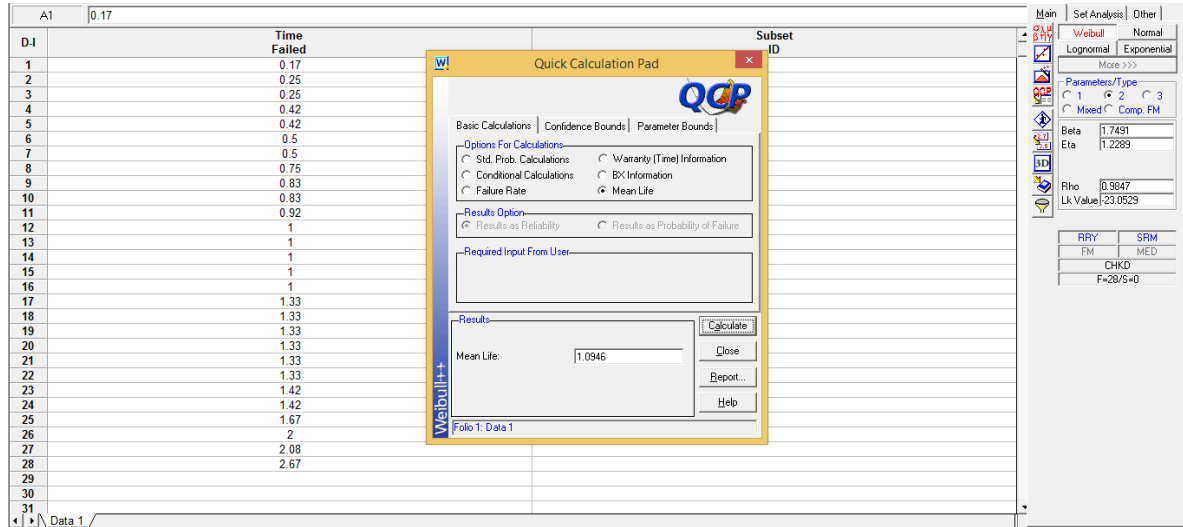 A1 0.17
D-I Time Failed Subset ID
1 0.17
2 0.25
3 0.25
4 0.42
5 0.42
6 0.5
7 0.5
8 0.75
9 0.83
10 0.83
11 0.92
12 1
13 1
14 1
15 1
16 1
17 1.33
18 1.33
19 1.33
20 1.33
21 1.33
22 1.33
23 1.42
24 1.42
25 1.67
26 2
27 2.08
28 2.67
29
30
31
Data 1
W! Quick Calculation Pad
QCP
Basic Calculations Confidence Bounds Parameter Bounds
Options For Calculations
Std. Prob. Calculations Warranty (Time) Information
Conditional Calculations BX Information
Failure Rate Mean Life
Results Option
Results as Reliability Results as Probability of Failure
Required Input From User
Results
Calculate
Mean Life: 1.0946
Close
Report...
Help
Weibull++
Folio 1: Data 1
Main Set Analysis Other
Weibull Normal
Lognormal Exponential
More >>>
Parameters/Type
1 2 3
Mixed Comp. FM
Beta 1.7491
Eta 1.2289
Rho 0.9847
Lk Value -23.0529
RRY SRM
FM MED
CHKD
F=28/S=0
QCP
3D